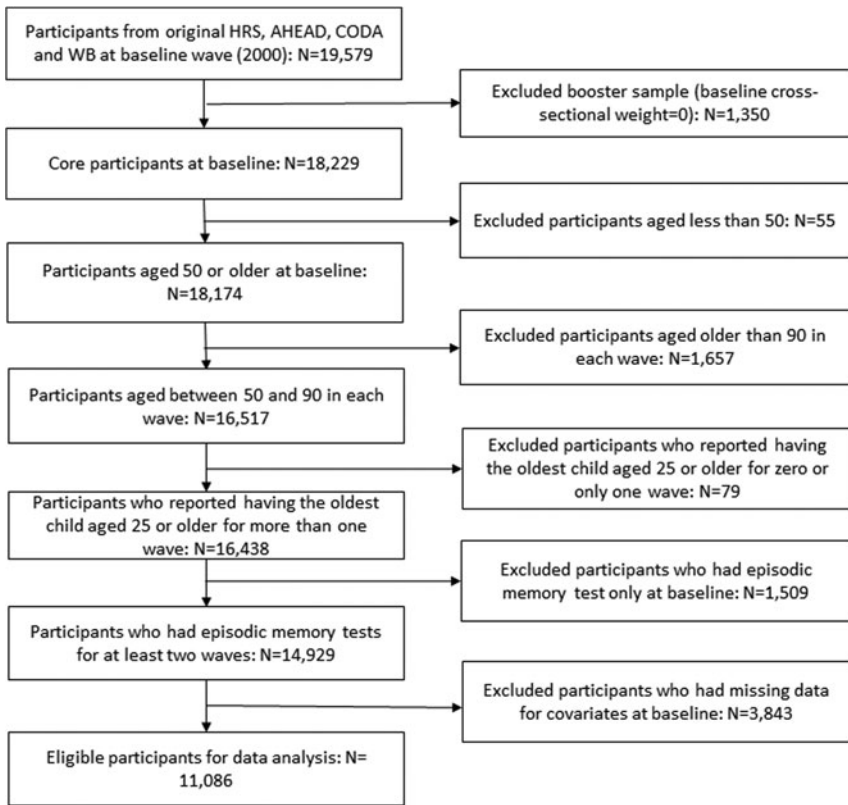 Participants from original HRS, AHEAD, CODA
and WB at baseline wave (2000): N=19,579
Excluded booster sample (baseline cross-
sectional weight=0): N=1,350
Core participants at baseline: N=18,229
Excluded participants aged less than 50: N=55
Participants aged 50 or older at baseline:
N=18,174
Excluded participants aged older than 90 in
each wave: N=1,657
Participants aged between 50 and 90 in each
wave: N=16,517
Excluded participants who reported having
the oldest child aged 25 or older for zero or
only one wave: N=79
Participants who reported having the oldest
child aged 25 or older for more than one
wave: N=16,438
Excluded participants who had episodic
memory test only at baseline: N=1,509
Participants who had episodic memory tests
for at least two waves: N=14,929
Excluded participants who had missing data
for covariates at baseline: N=3,843
Eligible participants for data analysis: N=
11,086